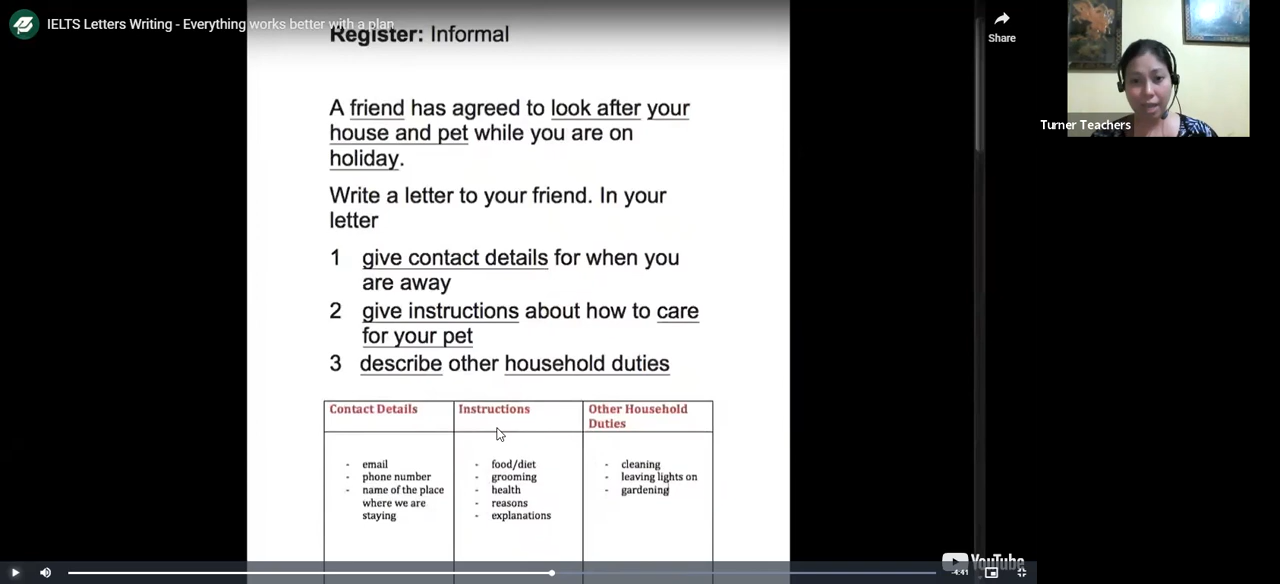 IELTS Letters Writing - Everything works better with a plan
Register: Informal
Share
Turner Teachers
A friend has agreed to look after your
house and pet while you are on
holiday.
Write a letter to your friend. In your
letter
1 give contact details for when you
are away
2 give instructions about how to care
for your pet
3 describe other household duties
Contact Details
- email
- phone number
- name of the place
where we are
staying
Instructions
- food/diet
- grooming
- health
- reasons
- explanations
Other Household
Duties
- cleaning
- leaving lights on
- gardening
YouTube
-4:41